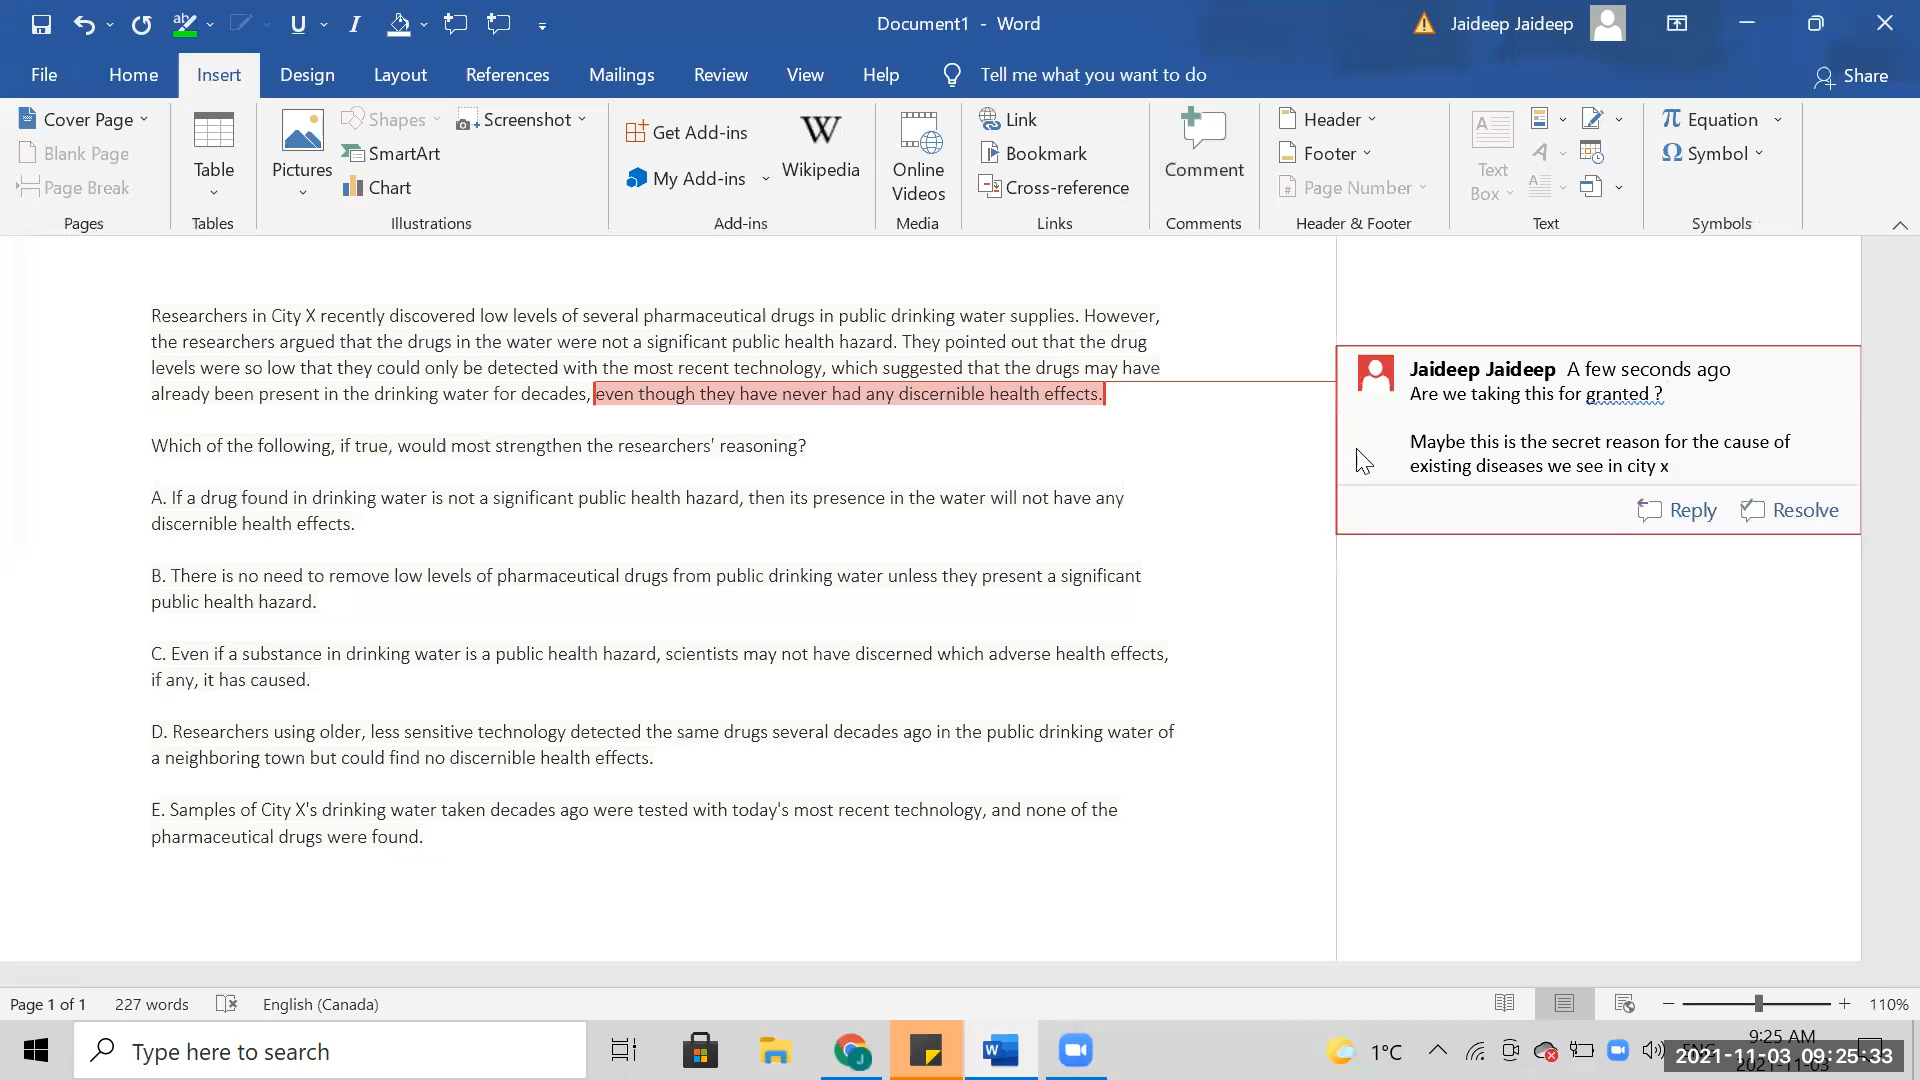 Document1 - Word
Jaideep Jaideep
File Home Insert Design Layout References Mailings Review View Help Tell me what you want to do Share
Cover Page
Blank Page
Page Break
Pages
Table
Tables
Pictures
Shapes
SmartArt
Chart
Screenshot
Illustrations
Get Add-ins
My Add-ins
W
Wikipedia
Add-ins
Online
Videos
Media
Link
Bookmark
Cross-reference
Links
Comment
Comments
Header
Footer
Page Number
Header & Footer
Text
Box
Text
Equation
Symbol
Symbols
Researchers in City X recently discovered low levels of several pharmaceutical drugs in public drinking water supplies. However,
the researchers argued that the drugs in the water were not a significant public health hazard. They pointed out that the drug
levels were so low that they could only be detected with the most recent technology, which suggested that the drugs may have
already been present in the drinking water for decades, even though they have never had any discernible health effects.
Which of the following, if true, would most strengthen the researchers' reasoning?
A. If a drug found in drinking water is not a significant public health hazard, then its presence in the water will not have any
discernible health effects.
B. There is no need to remove low levels of pharmaceutical drugs from public drinking water unless they present a significant
public health hazard.
C. Even if a substance in drinking water is a public health hazard, scientists may not have discerned which adverse health effects,
if any, it has caused.
D. Researchers using older, less sensitive technology detected the same drugs several decades ago in the public drinking water of
a neighboring town but could find no discernible health effects.
E. Samples of City X's drinking water taken decades ago were tested with today's most recent technology, and none of the
pharmaceutical drugs were found.
Jaideep Jaideep A few seconds ago
Are we taking this for granted ?
Maybe this is the secret reason for the cause of
existing diseases we see in city x
Reply Resolve
Page 1 of 1 227 words English (Canada) 110%
Type here to search
1°C
9:25 AM
2021-11-03 09:25:33